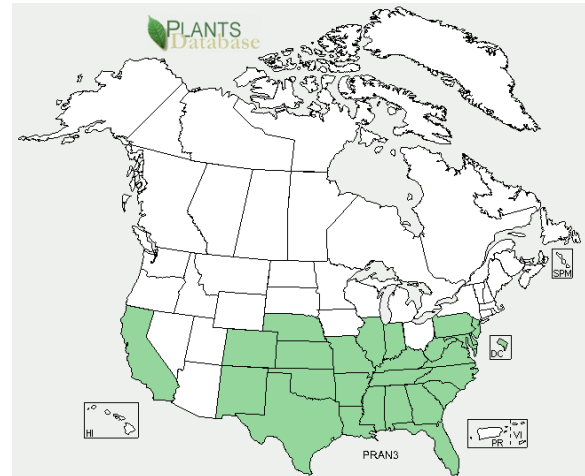 PLANTS
Database
SPM
DC
HI
PR
VI
PRAN3